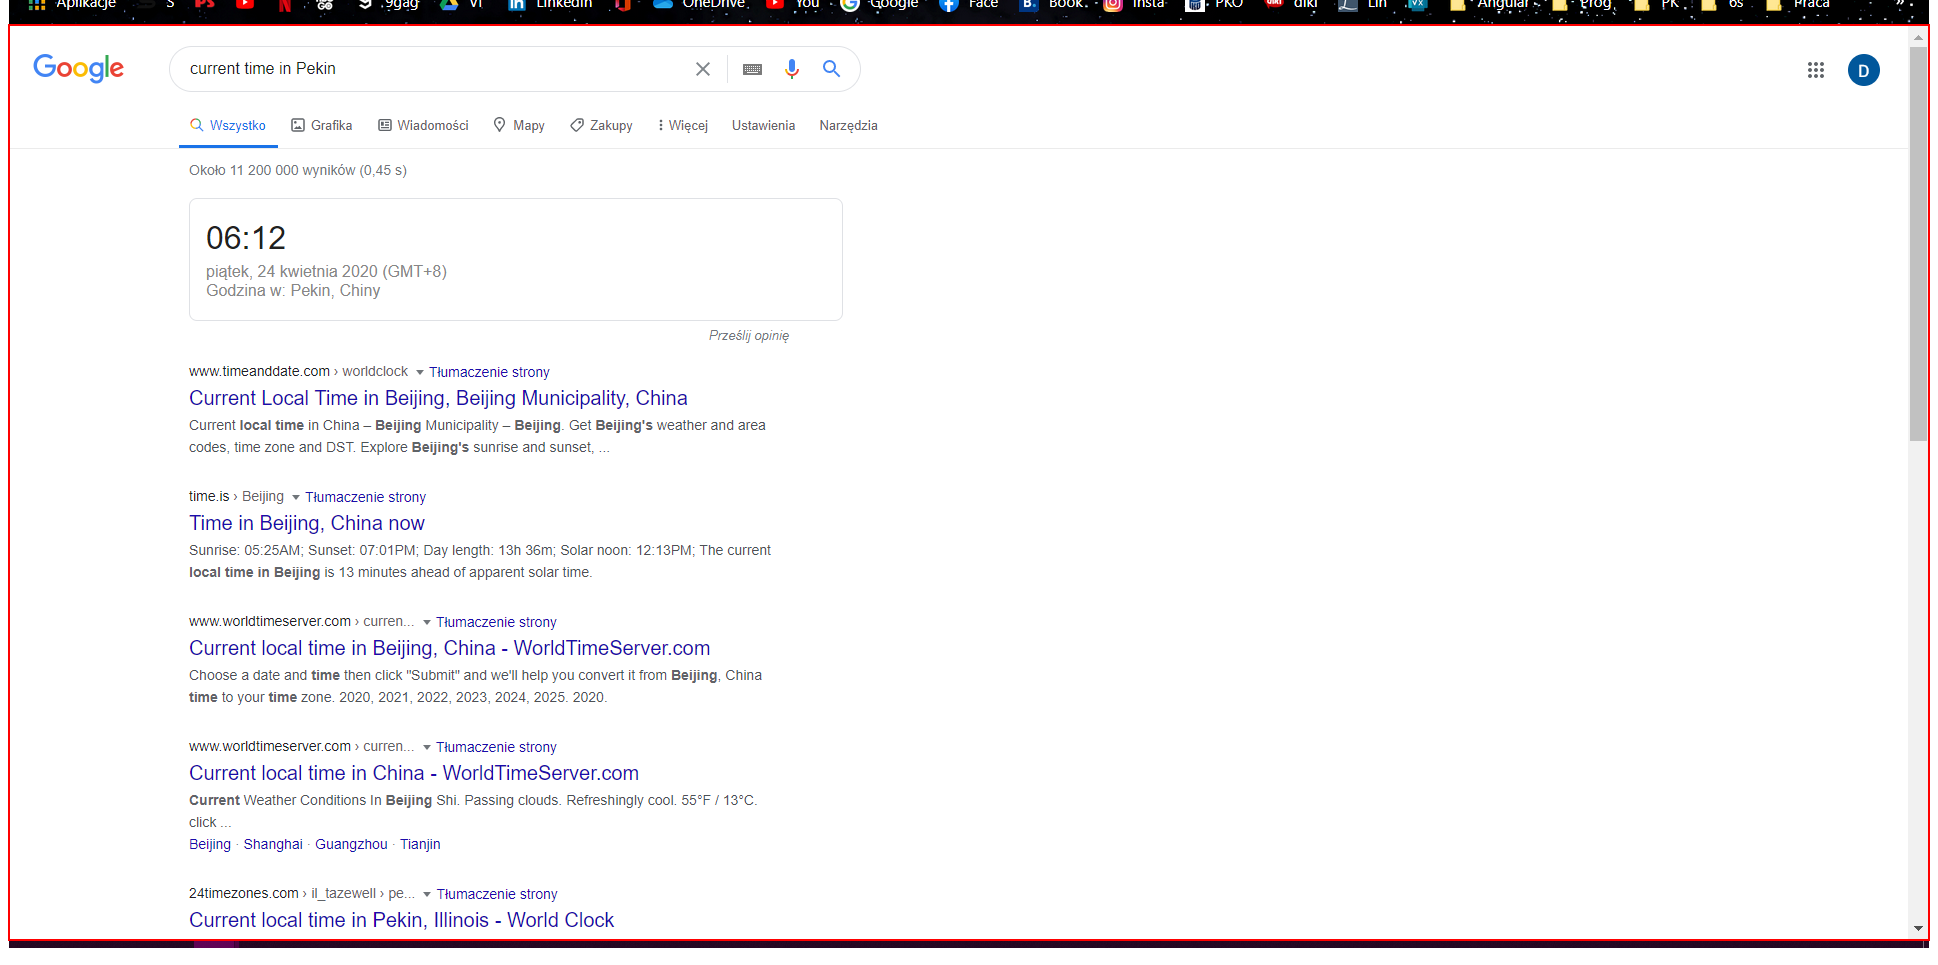 Aplikacje S 9gag VI LinkedIn OneDrive You Google Face Book. Insta PKO diki Lin Angular Prog PK 6s Praca »
Google current time in Pekin D
Wszystko Grafika Wiadomości Mapy Zakupy Więcej Ustawienia Narzędzia
Około 11 200 000 wyników (0,45 s)
06:12
piątek, 24 kwietnia 2020 (GMT+8)
Godzina w: Pekin, Chiny
Prześlij opinię
www.timeanddate.com › worldclock Tłumaczenie strony
Current Local Time in Beijing, Beijing Municipality, China
Current local time in China – Beijing Municipality – Beijing. Get Beijing's weather and area
codes, time zone and DST. Explore Beijing's sunrise and sunset, ...
time.is › Beijing Tłumaczenie strony
Time in Beijing, China now
Sunrise: 05:25AM; Sunset: 07:01PM; Day length: 13h 36m; Solar noon: 12:13PM; The current
local time in Beijing is 13 minutes ahead of apparent solar time.
www.worldtimeserver.com › curren... Tłumaczenie strony
Current local time in Beijing, China - WorldTimeServer.com
Choose a date and time then click "Submit" and we'll help you convert it from Beijing, China
time to your time zone. 2020, 2021, 2022, 2023, 2024, 2025. 2020.
www.worldtimeserver.com › curren... Tłumaczenie strony
Current local time in China - WorldTimeServer.com
Current Weather Conditions In Beijing Shi. Passing clouds. Refreshingly cool. 55°F / 13°C.
click ...
Beijing · Shanghai · Guangzhou · Tianjin
24timezones.com › il_tazewell › pe... Tłumaczenie strony
Current local time in Pekin, Illinois - World Clock